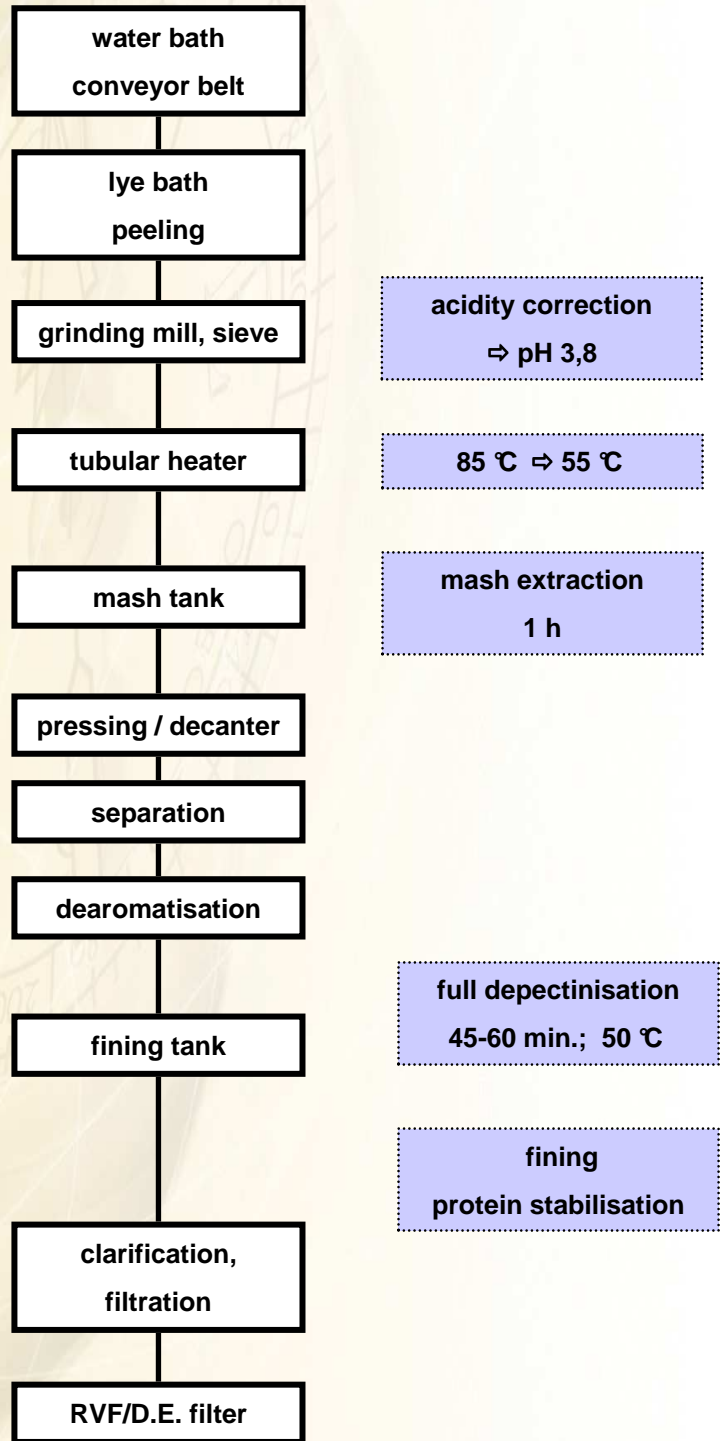 water bath
conveyor belt
lye bath
peeling
grinding mill, sieve
acidity correction
⇨ pH 3,8
tubular heater
85 °C ⇨ 55 °C
mash tank
mash extraction
1 h
pressing / decanter
separation
dearomatisation
fining tank
full depectinisation
45-60 min.; 50 °C
fining
protein stabilisation
clarification,
filtration
RVF/D.E. filter